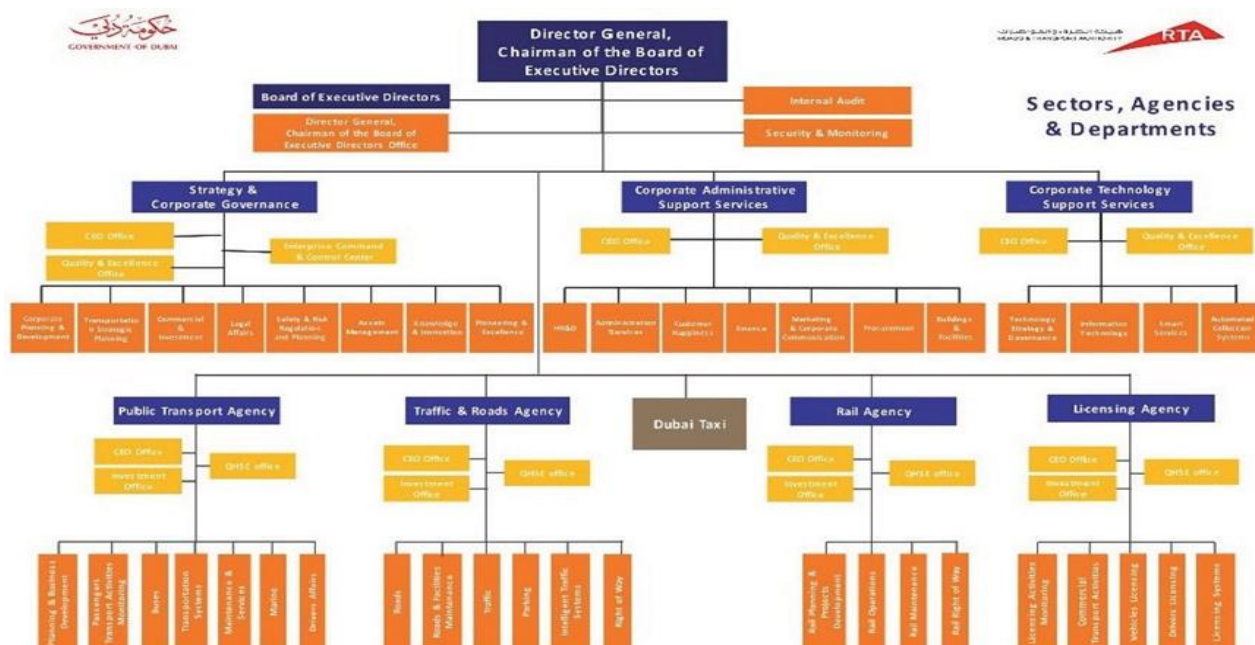 حكومة دبي
GOVERNMENT OF DUBAI
Director General,
Chairman of the Board of
Executive Directors
هيئة الطرق والمواصلات
ROADS & TRANSPORT AUTHORITY
RTA
Board of Executive Directors
Internal Audit
Sectors, Agencies
& Departments
Director General,
Chairman of the Board of
Executive Directors Office
Security & Monitoring
Strategy &
Corporate Governance
Corporate Administrative
Support Services
Corporate Technology
Support Services
CEO Office
Enterprise Command
& Control Center
Quality & Excellence
Office
CEO Office
Quality & Excellence
Office
CEO Office
Quality & Excellence
Office
Corporate
Planning &
Development
Transportatio
n Strategic
Planning
Commercial
&
Investment
Legal
Affairs
Safety & Risk
Regulation
and Planning
Assets
Management
Knowledge
& Innovation
Pioneering &
Excellence
HR&D
Administration
Services
Customer
Happiness
Finance
Marketing
& Corporate
Communication
Procurement
Buildings
&
Facilities
Technology
Strategy &
Governance
Information
Technology
Smart
Services
Automated
Collection
Systems
Public Transport Agency
Traffic & Roads Agency
Dubai Taxi
Rail Agency
Licensing Agency
CEO Office
QHSE office
Investment
Office
CEO Office
QHSE office
Investment
Office
CEO Office
QHSE office
Investment
Office
CEO Office
QHSE office
Investment
Office
Planning & Business
Development
Passengers
Transport Activities
Monitoring
Buses
Transportation
Systems
Maintenance &
Services
Marine
Drivers Affairs
Roads
Roads & Facilities
Maintenance
Traffic
Parking
Intelligent Traffic
Systems
Right of Way
Rail Planning &
Projects
Development
Rail Operations
Rail Maintenance
Rail Right of Way
Licensing Activities
Monitoring
Commercial
Transport Activities
Vehicles Licensing
Drivers Licensing
Licensing Systems